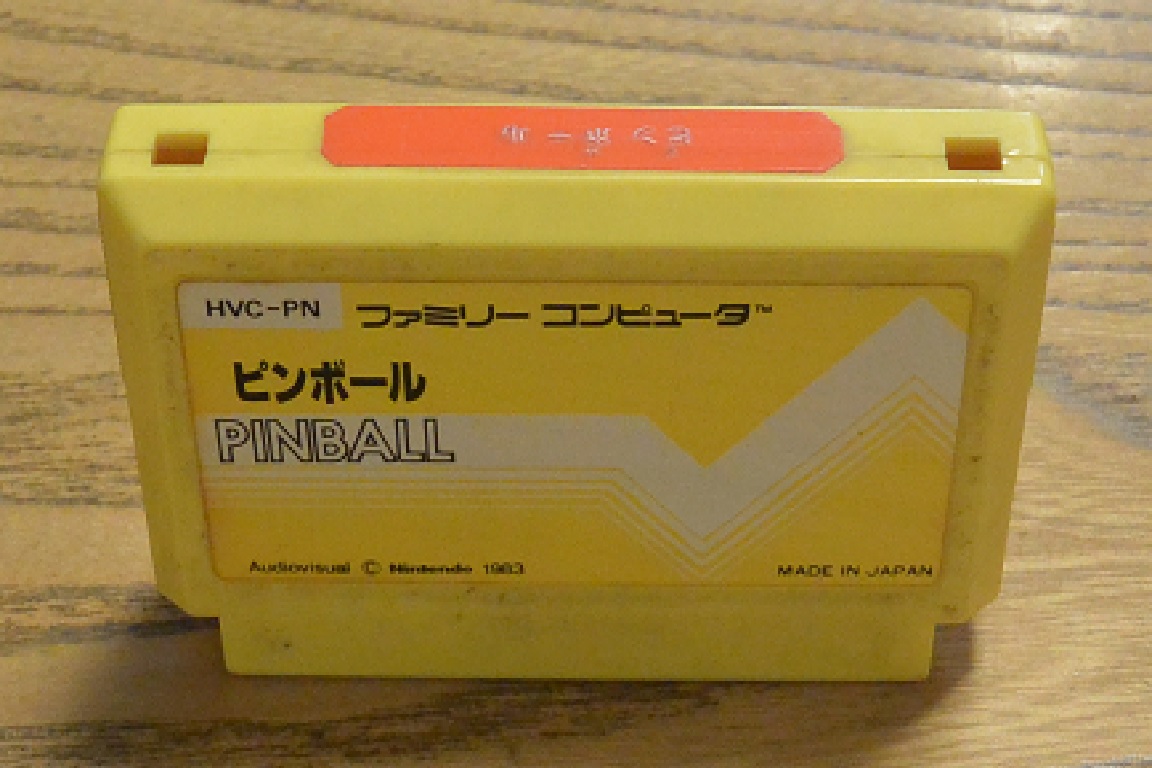 HVC-PN
ファミリー コンピュータ™
ピンボール
PINBALL
Audiovisual © Nintendo 1983
MADE IN JAPAN